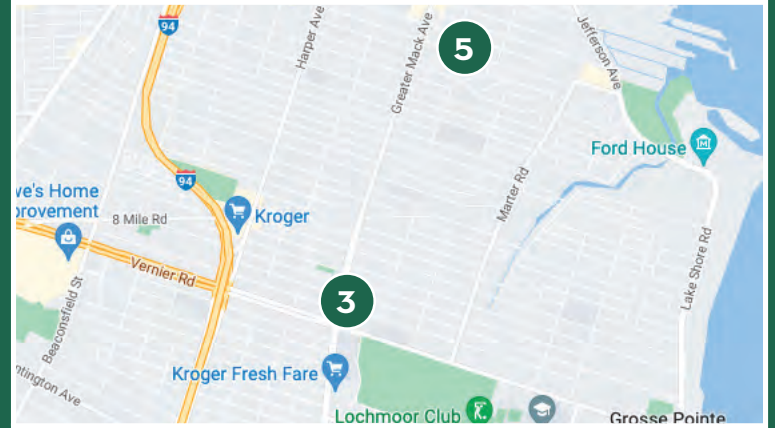 94
Harper Ave
Greater Mack Ave
5
Jefferson Ave
Ford House
94
ve's Home
provement
8 Mile Rd
Kroger
Marter Rd
Vernier Rd
Lake Shore Rd
Beaconsfield St
3
Kroger Fresh Fare
ntington Ave
Lochmoor Club
Grosse Pointe